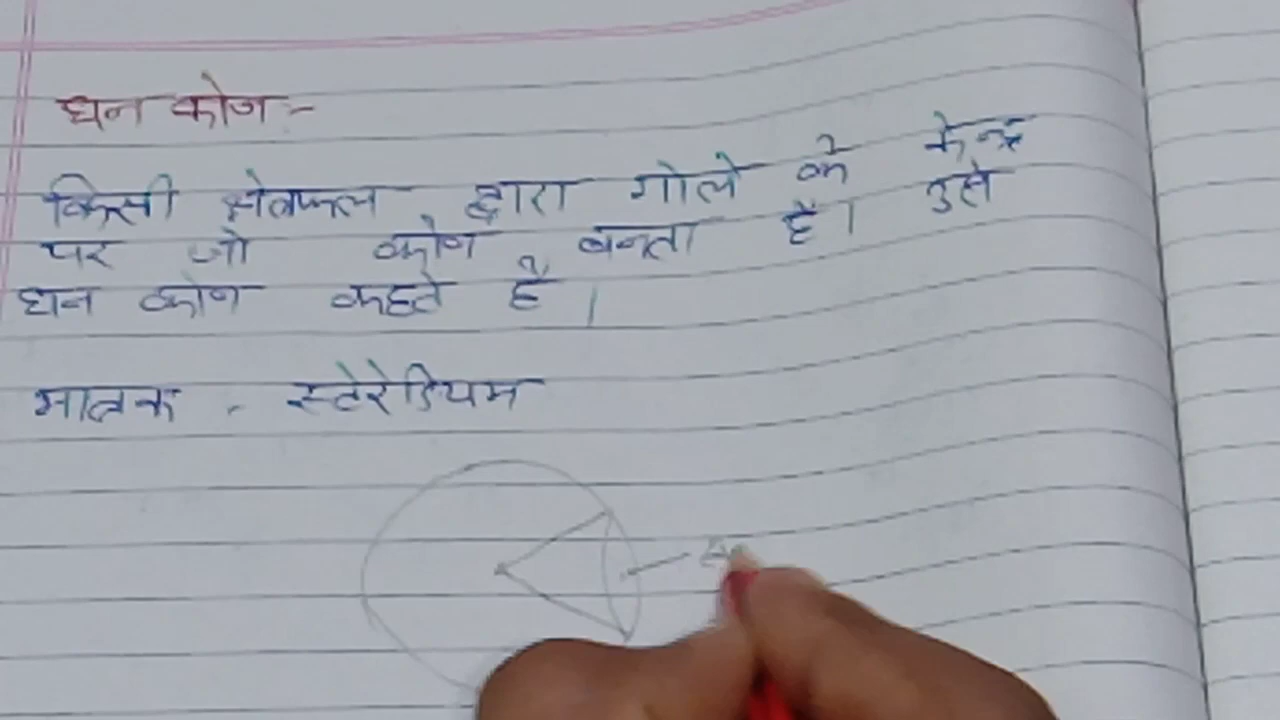 घन कोण :-
किसी क्षेत्रफल द्वारा गोले के केन्द्र
पर जो कोण बनता है। उसे
घन कोण कहते है।
मात्रक - स्टेरेडियम